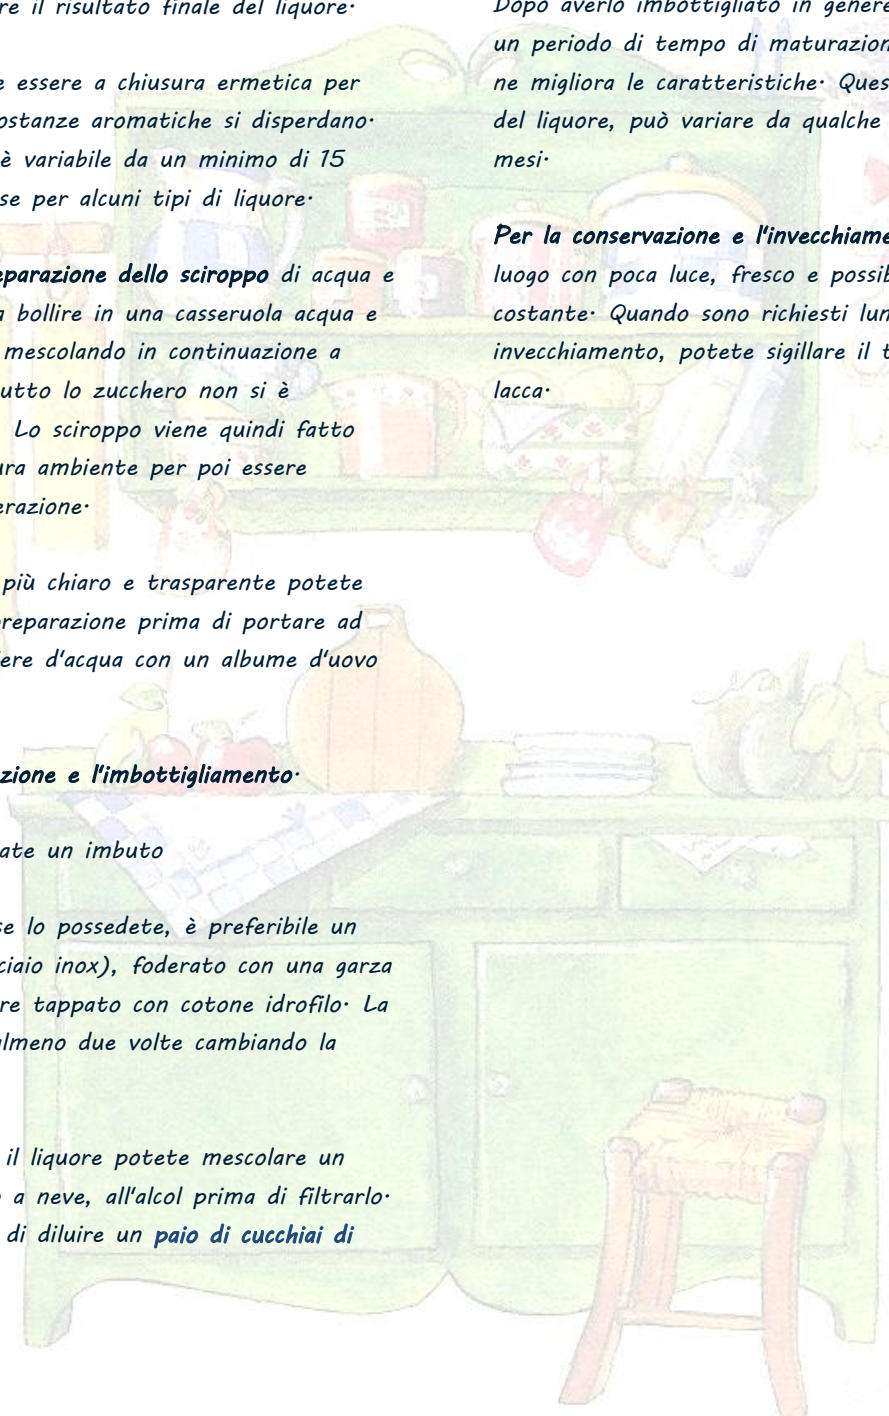 re il risultato finale del liquore.
e essere a chiusura ermetica per
ostanze aromatiche si disperdano.
è variabile da un minimo di 15
se per alcuni tipi di liquore.
eparazione dello sciroppo di acqua e
a bollire in una casseruola acqua e
mescolando in continuazione a
utto lo zucchero non si è
Lo sciroppo viene quindi fatto
ura ambiente per poi essere
erazione.
più chiaro e trasparente potete
preparazione prima di portare ad
iere d'acqua con un albume d'uovo
zione e l'imbottigliamento.
ate un imbuto
se lo possedete, è preferibile un
ciaio inox), foderato con una garza
re tappato con cotone idrofilo. La
almeno due volte cambiando la
il liquore potete mescolare un
o a neve, all'alcol prima di filtrarlo.
di diluire un paio di cucchiai di
Dopo averlo imbottigliato in genere
un periodo di tempo di maturazion
ne migliora le caratteristiche. Ques
del liquore, può variare da qualche
mesi.
Per la conservazione e l'invecchiame
luogo con poca luce, fresco e possib
costante. Quando sono richiesti lun
invecchiamento, potete sigillare il t
lacca.